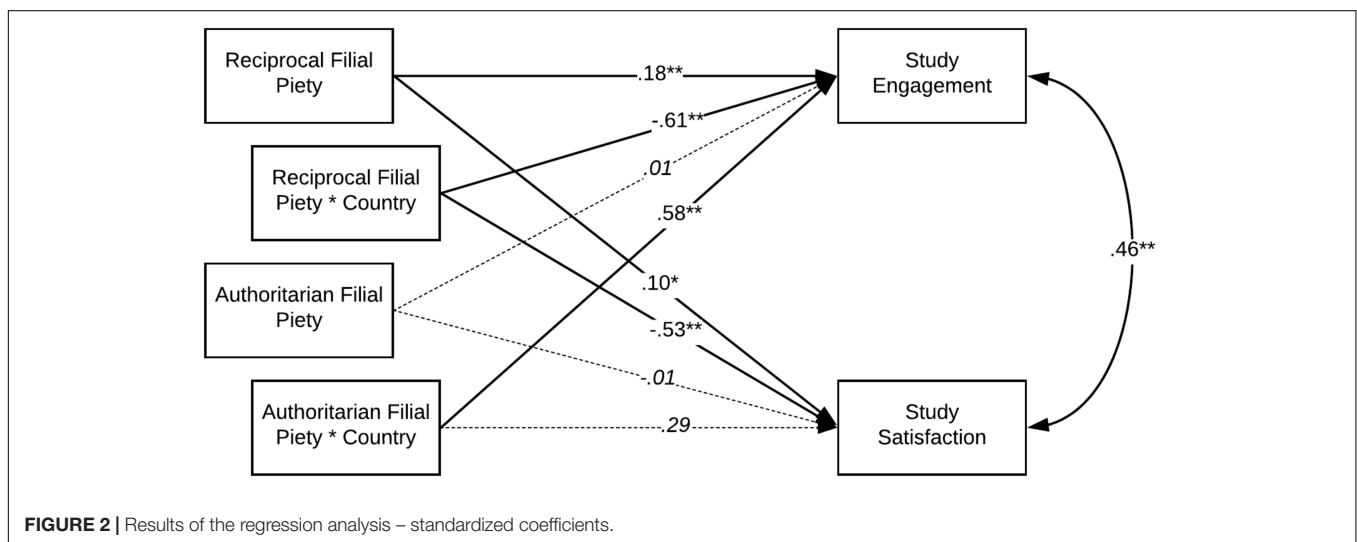 Reciprocal Filial
Piety
Study
Engagement
.18**
-.61**
Reciprocal Filial
Piety * Country
.01
.58**
.46**
Authoritarian Filial
Piety
.10*
-.53**
-.01
Authoritarian Filial
Piety * Country
.29
Study
Satisfaction
FIGURE 2 | Results of the regression analysis – standardized coefficients.